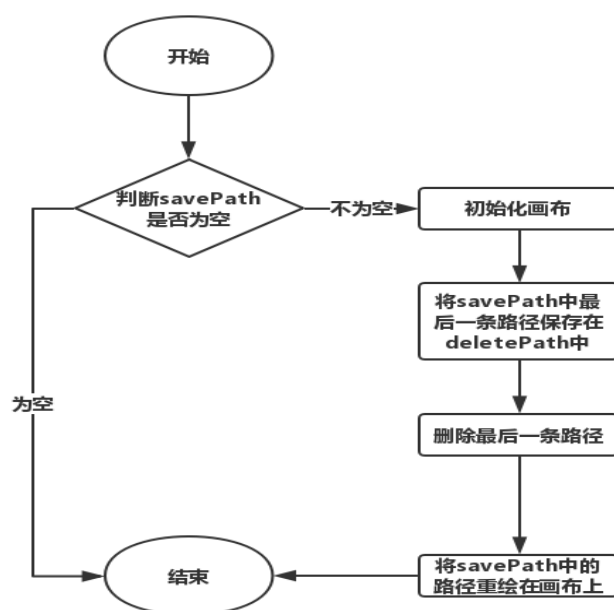 开始
判断savePath
是否为空
不为空
初始化画布
将savePath中最
后一条路径保存在
deletePath中
为空
删除最后一条路径
将savePath中的
路径重绘在画布上
结束